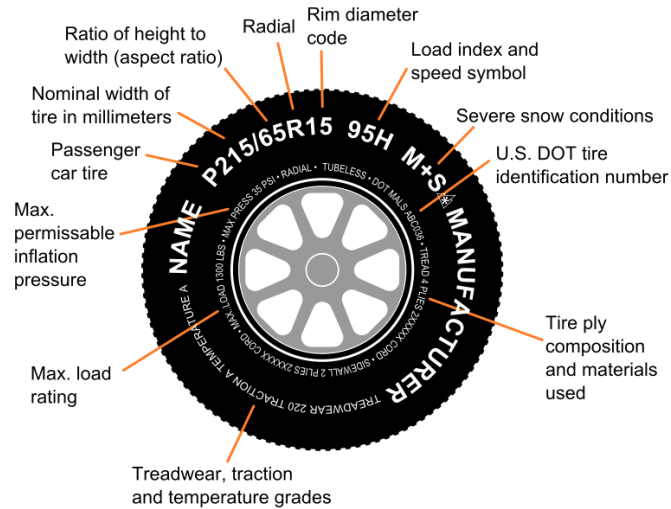 Rim diameter
code
Ratio of height to
width (aspect ratio)
Radial
Load index and
speed symbol
Nominal width of
tire in millimeters
Severe snow conditions
Passenger
car tire
U.S. DOT tire
identification number
Max.
permissable
inflation
pressure
Tire ply
composition
and materials
used
Max. load
rating
Treadwear, traction
and temperature grades
NAME P215/65R15 95H M+S MANUFACTURER
TREADWEAR 220 TRACTION A TEMPERATURE A
MAX LOAD 1300 LBS • MAX PRESS 35 PSI • RADIAL • TUBELESS • DOT MALS ABC036 • TREAD 4 PLIES 2XXXXX CORD • SIDEWALL 2 PLIES 2XXXXX CORD •